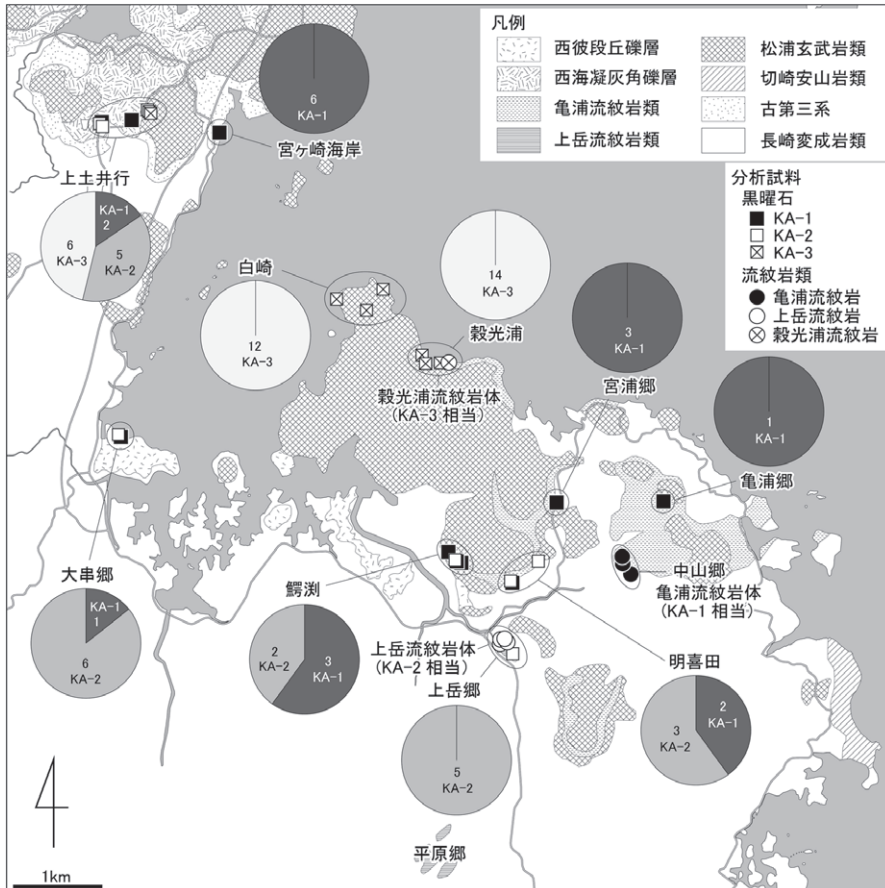 凡例
西彼段丘礫層
西海凝灰角礫層
亀浦流紋岩類
上岳流紋岩類
松浦玄武岩類
切崎安山岩類
古第三系
長崎変成岩類
分析試料
黒曜石
KA-1
KA-2
KA-3
流紋岩類
亀浦流紋岩
上岳流紋岩
穀光浦流紋岩
6
KA-1
宮ヶ崎海岸
上土井行
KA-1
2
6
KA-3
5
KA-2
白崎
12
KA-3
14
KA-3
穀光浦
穀光浦流紋岩体
(KA-3 相当)
3
KA-1
宮浦郷
1
KA-1
亀浦郷
中山郷
亀浦流紋岩体
(KA-1 相当)
大串郷
KA-1
1
6
KA-2
鰐渕
2
KA-2
3
KA-1
上岳流紋岩体
(KA-2 相当)
上岳郷
5
KA-2
明喜田
2
KA-1
3
KA-2
平原郷
1km